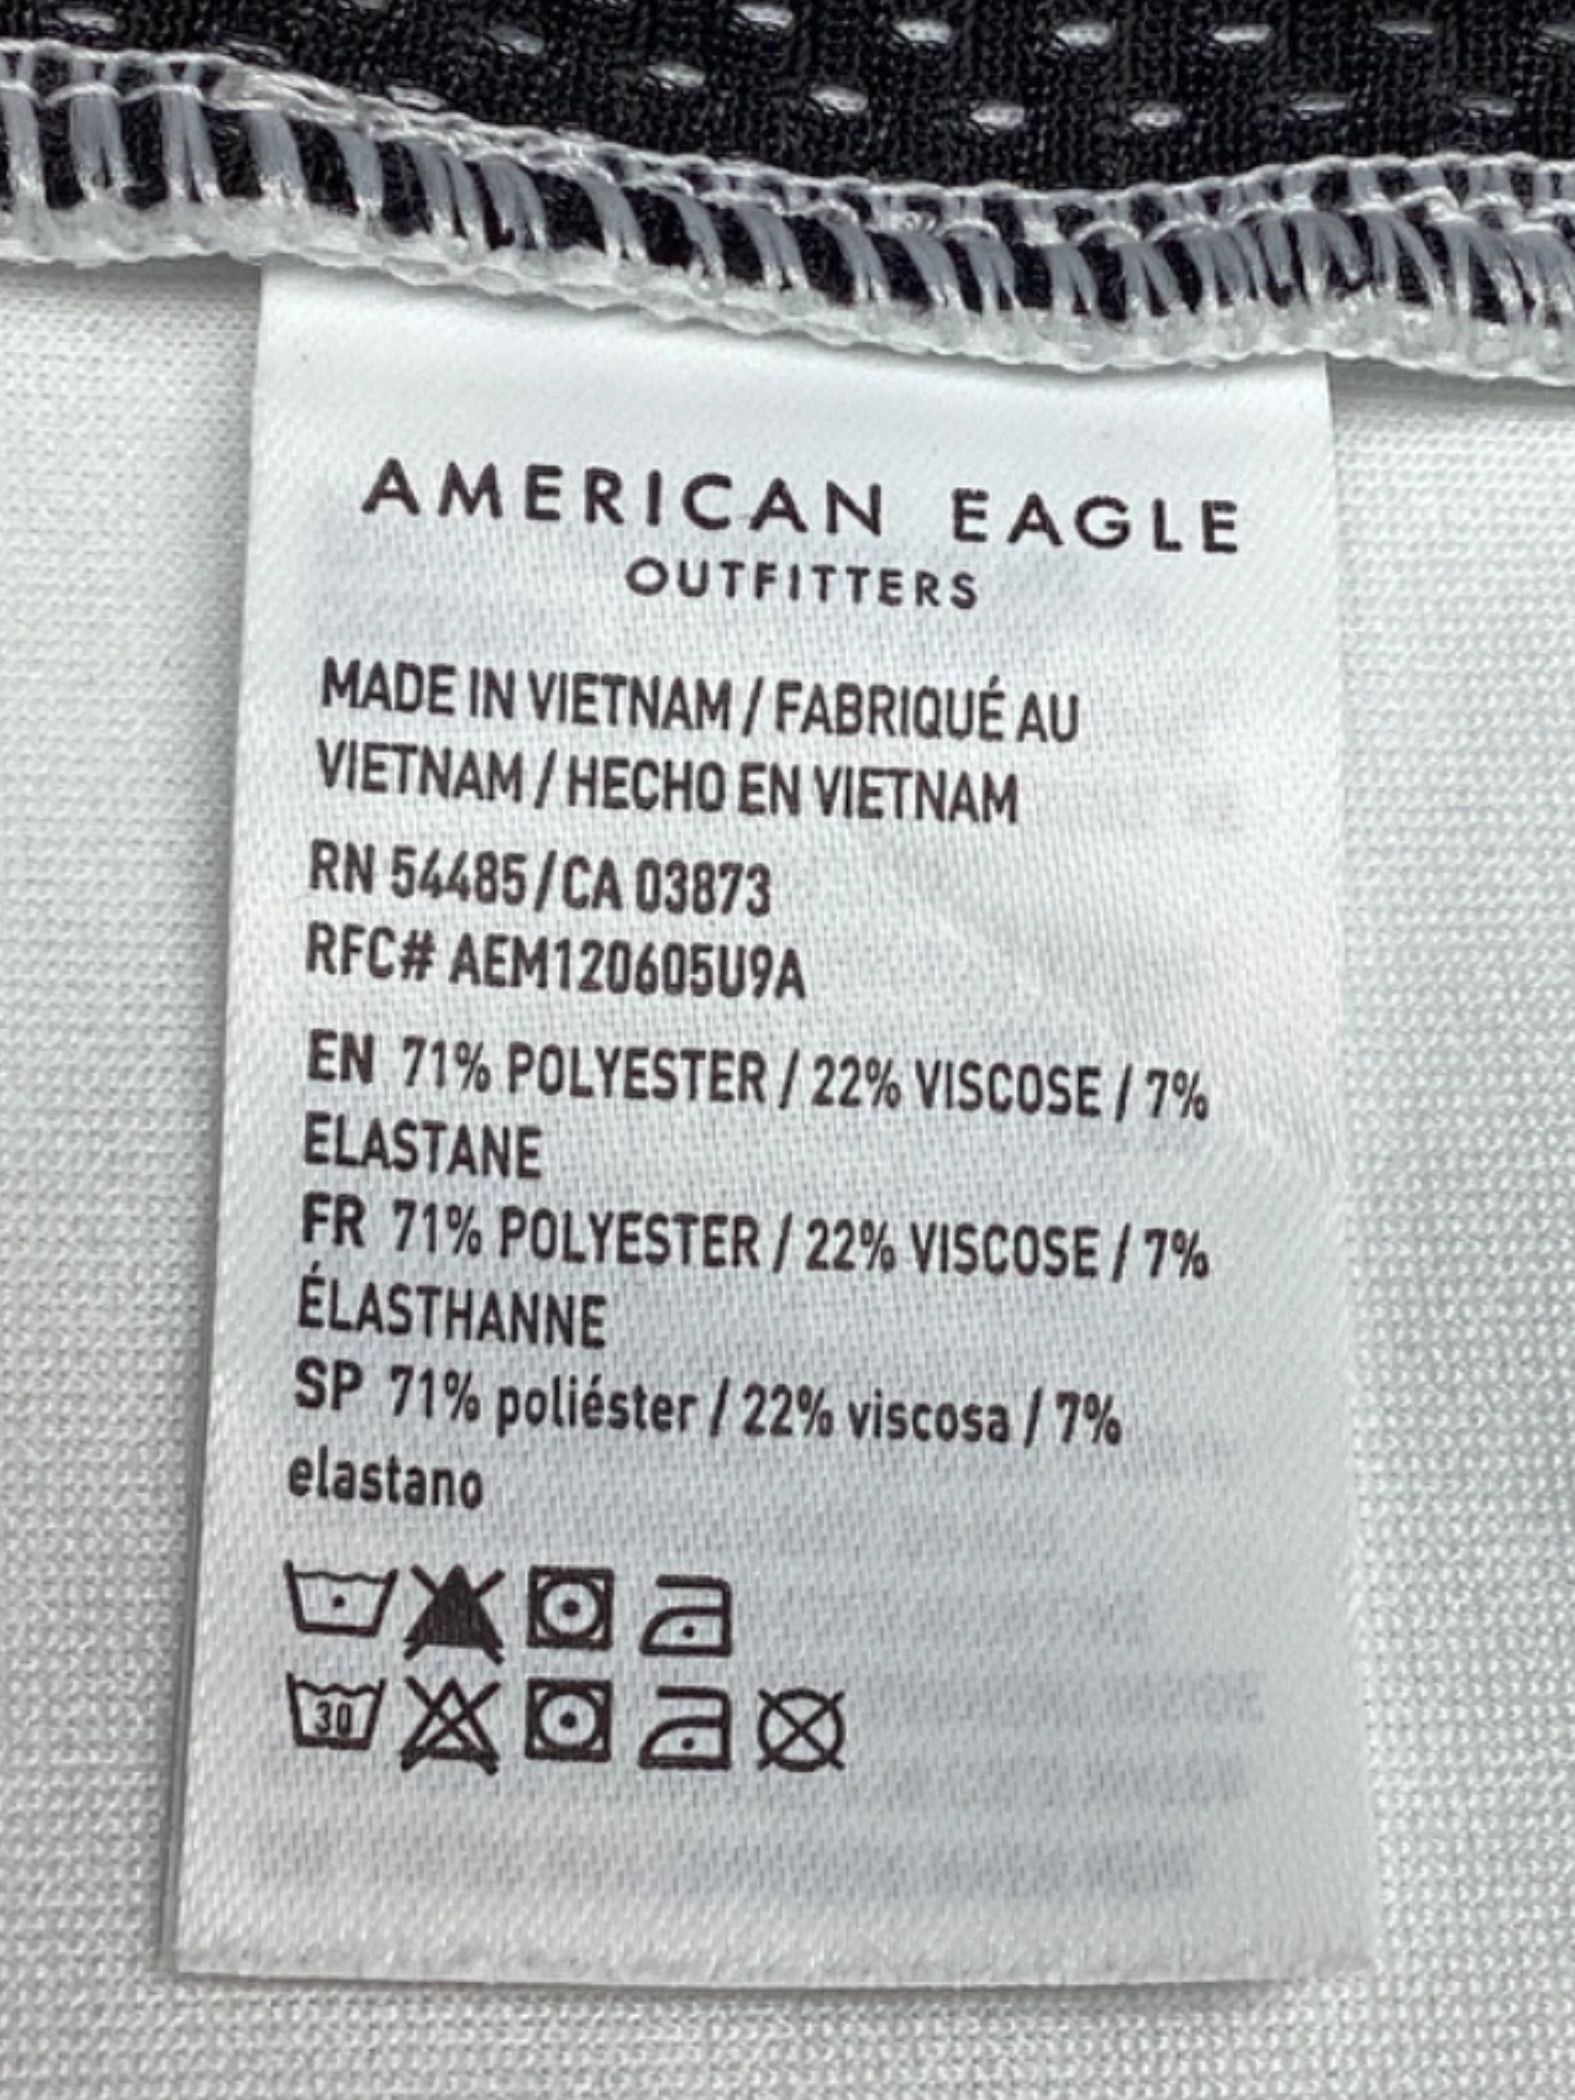 AMERICAN EAGLE
OUTFITTERS
MADE IN VIETNAM / FABRIQUÉ AU
VIETNAM / HECHO EN VIETNAM
RN 54485/CA 03873
RFC# AEM120605U9A
EN 71% POLYESTER / 22% VISCOSE / 7%
ELASTANE
FR 71% POLYESTER / 22% VISCOSE / 7%
ÉLASTHANNE
SP 71% poliéster / 22% viscosa / 7%
elastano
30